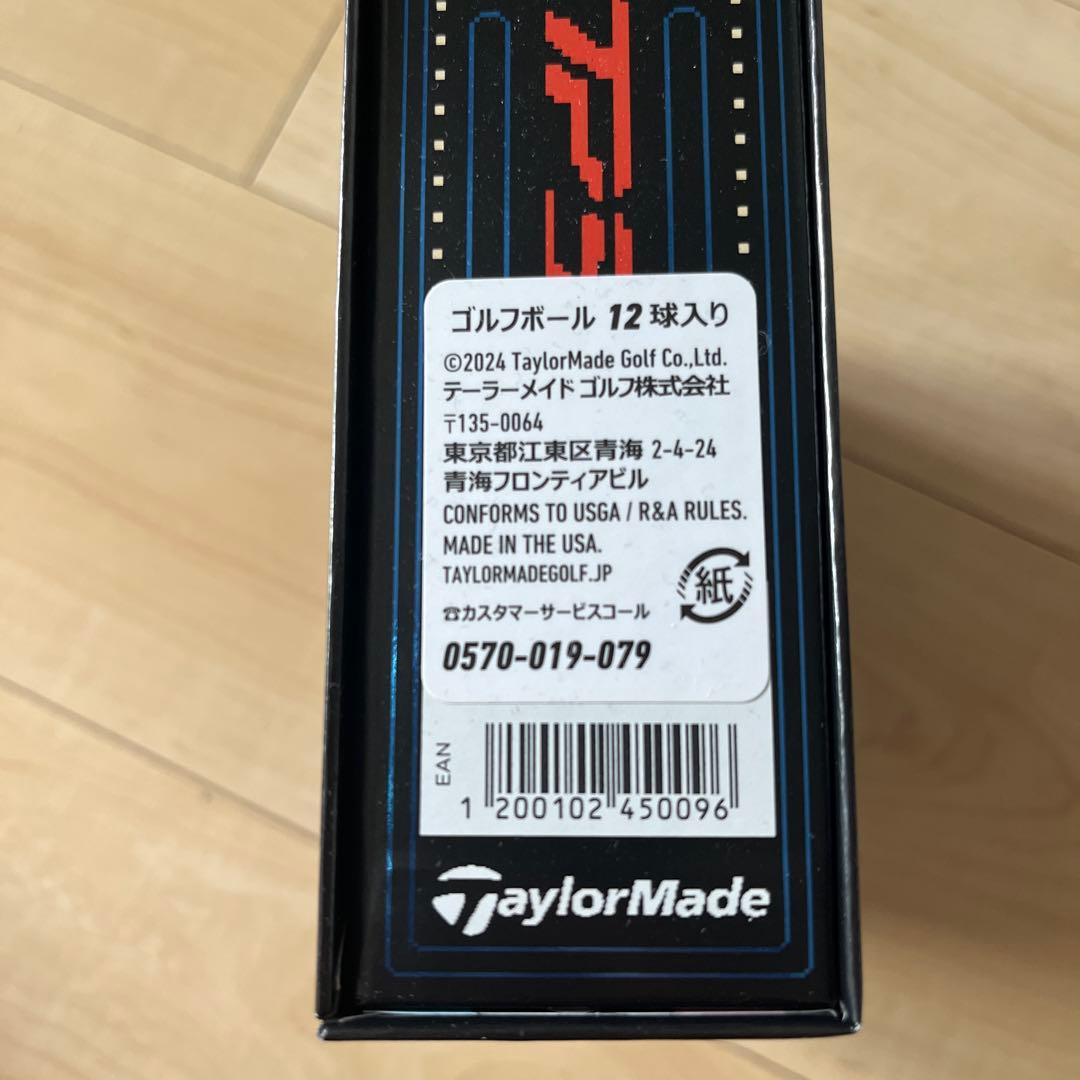 ゴルフボール 12 球入り
©2024 TaylorMade Golf Co.,Ltd.
テーラーメイド ゴルフ株式会社
〒135-0064
東京都江東区青海 2-4-24
青海フロンティアビル
CONFORMS TO USGA / R&A RULES.
MADE IN THE USA.
TAYLORMADEGOLF.JP
紙
☎カスタマーサービスコール
0570-019-079
EAN
1 200102 450096
TaylorMade